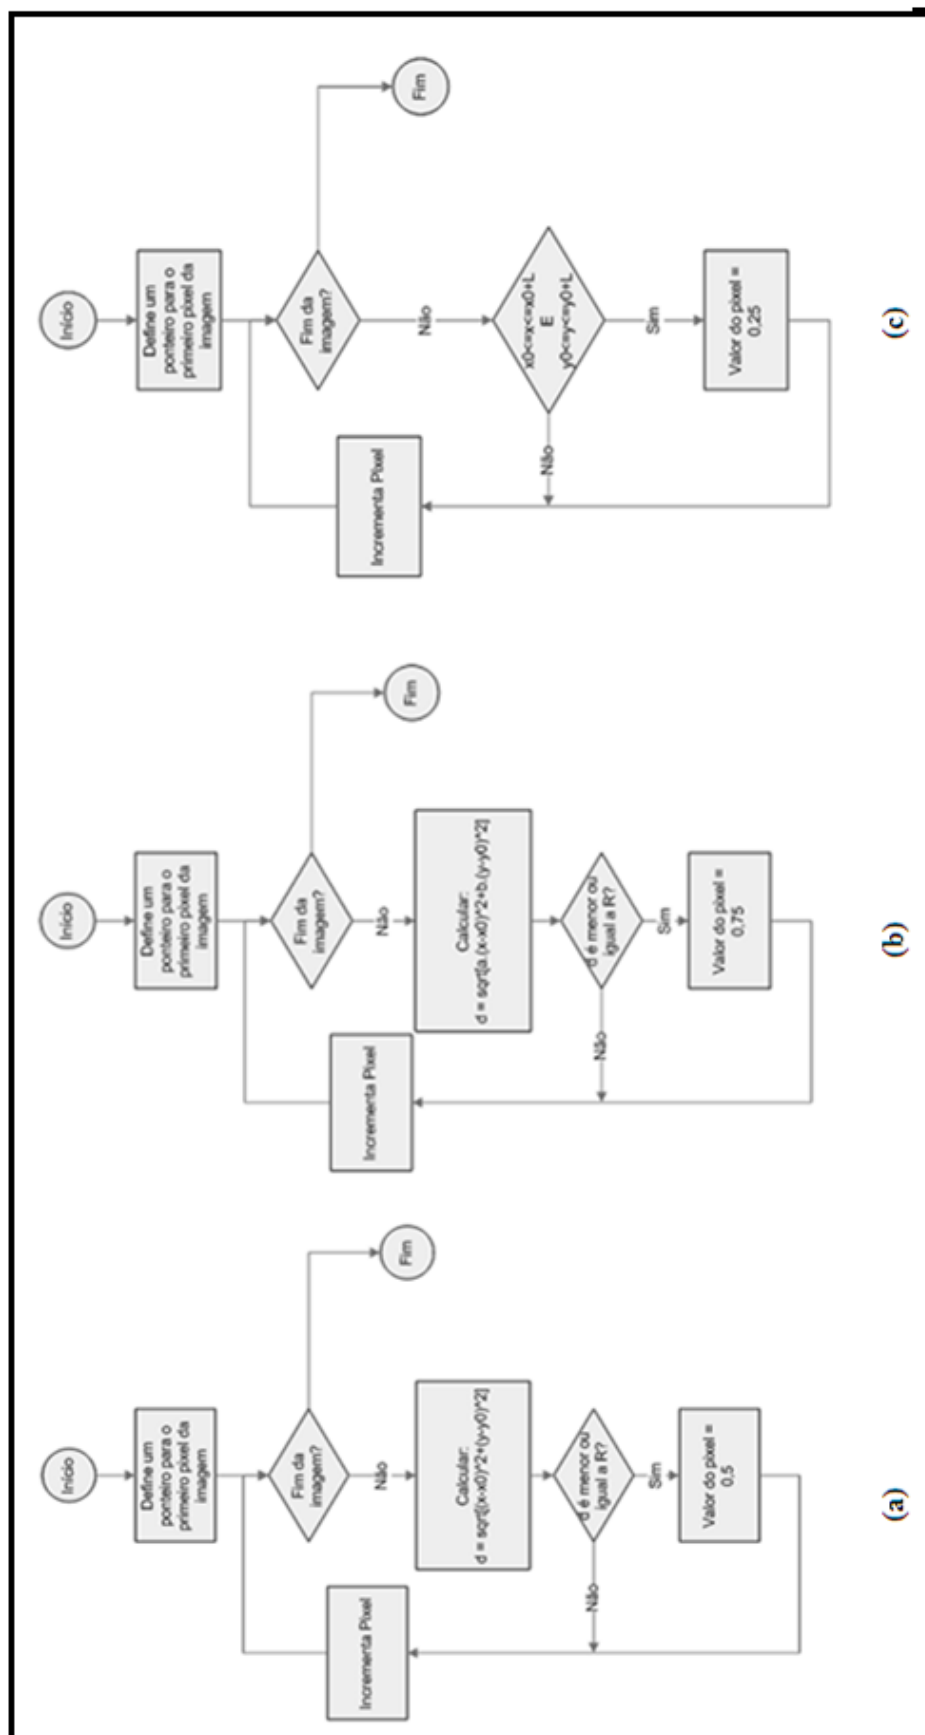 Início
Define um
ponteiro para o
primeiro pixel da
imagem
Fim da
imagem?
Fim
Não
Calcular:
d = sqrt[(x-x0)^2+(y-y0)^2]
d é menor ou
igual a R?
Não
Sim
Valor do pixel =
0,5
Incrementa Pixel
(a)
Início
Define um
ponteiro para o
primeiro pixel da
imagem
Fim da
imagem?
Fim
Não
Calcular:
d = sqrt[a.(x-x0)^2+b.(y-y0)^2]
d é menor ou
igual a R?
Não
Sim
Valor do pixel =
0,75
Incrementa Pixel
(b)
Início
Define um
ponteiro para o
primeiro pixel da
imagem
Fim da
imagem?
Fim
Não
x0<=x<=x0+L
E
y0<=y<=y0+L
Não
Sim
Valor do pixel =
0,25
Incrementa Pixel
(c)